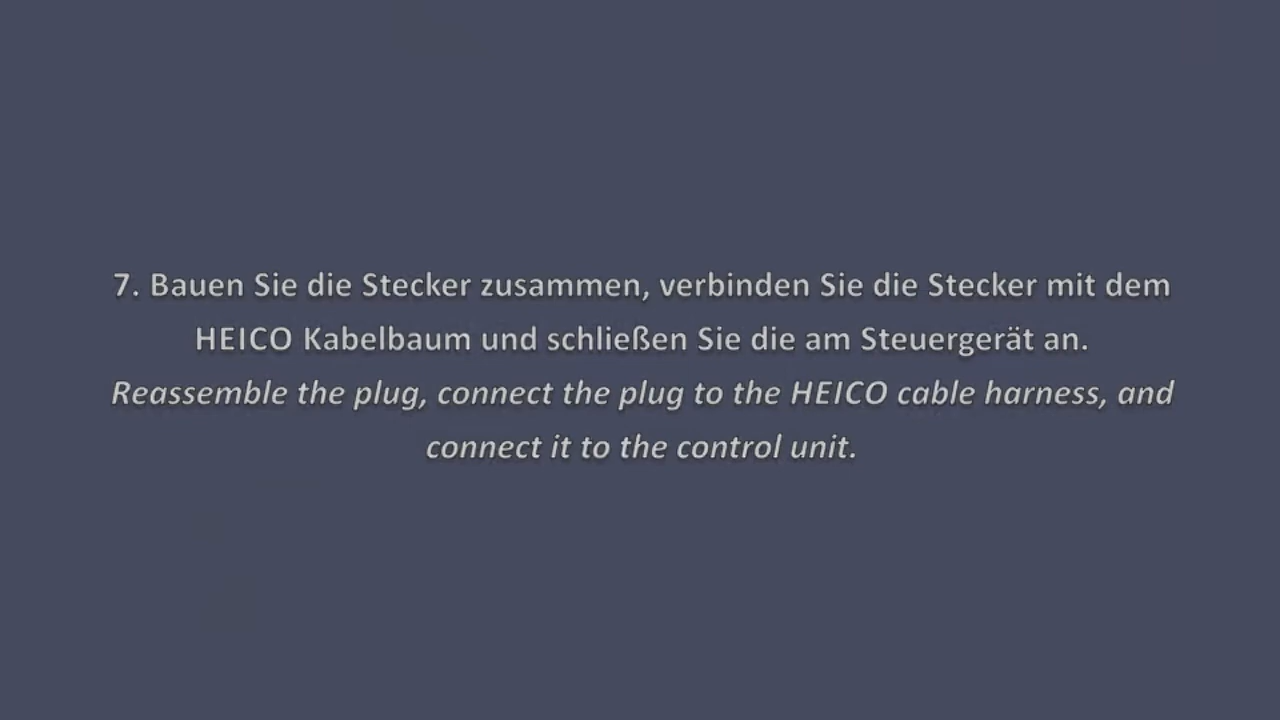 7. Bauen Sie die Stecker zusammen, verbinden Sie die Stecker mit dem
HEICO Kabelbaum und schließen Sie die am Steuergerät an.
Reassemble the plug, connect the plug to the HEICO cable harness, and
connect it to the control unit.